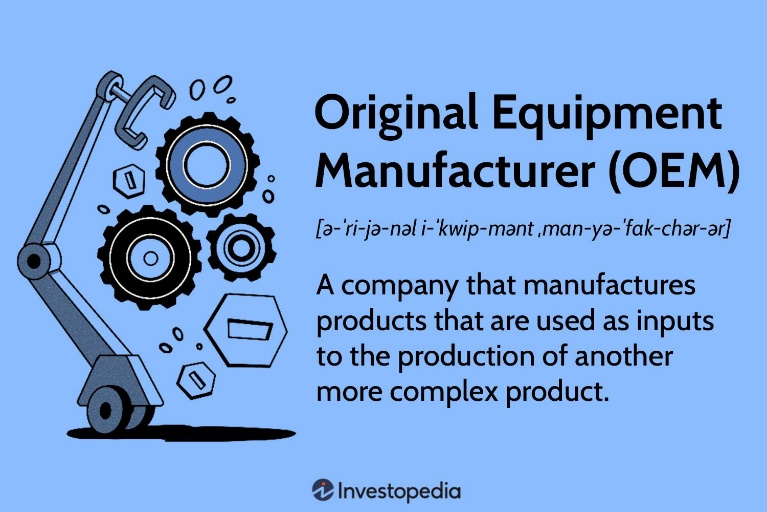 Original Equipment
Manufacturer (OEM)
[ə-ˈri-jə-nəl i-ˈkwip-mənt ˌman-yə-ˈfak-chər-ər]
A company that manufactures
products that are used as inputs
to the production of another
more complex product.
Investopedia